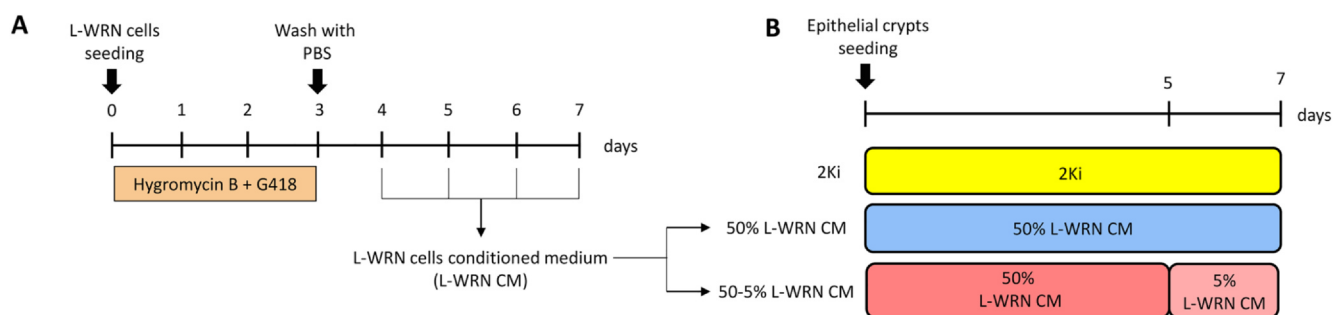 A
L-WRN cells
seeding
Wash with
PBS
0 1 2 3 4 5 6 7
days
Hygromycin B + G418
L-WRN cells conditioned medium
(L-WRN CM)
50% L-WRN CM
50-5% L-WRN CM
B
Epithelial crypts
seeding
5
7
days
2Ki
2Ki
50% L-WRN CM
50%
L-WRN CM
5%
L-WRN CM